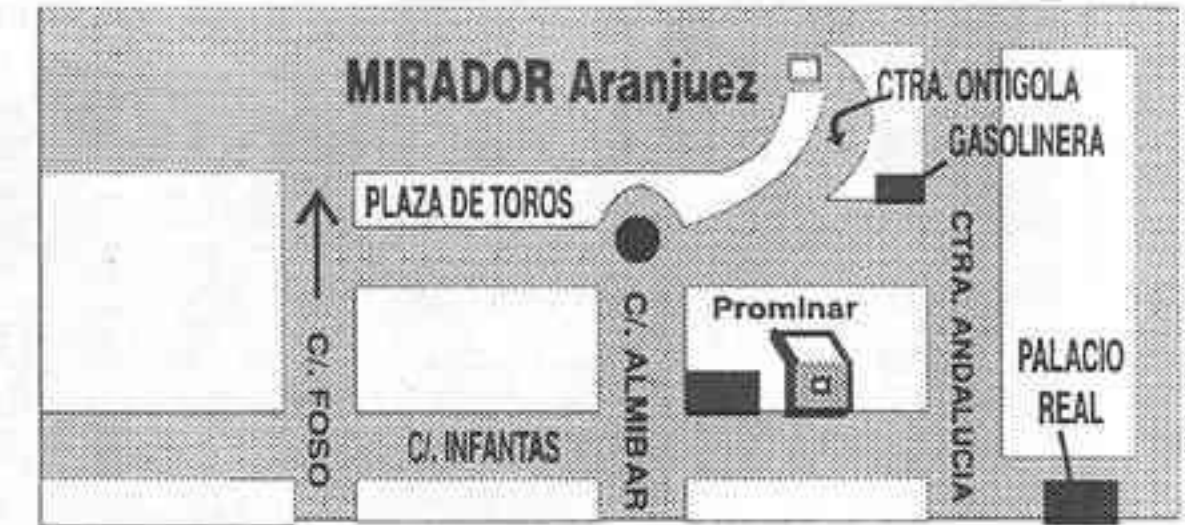 MIRADOR Aranjuez
CTRA. ONTIGOLA
GASOLINERA
PLAZA DE TOROS
C/. FOSO
C/. ALMIBAR
Prominar
CTRA. ANDALUCIA
PALACIO
REAL
C/. INFANTAS